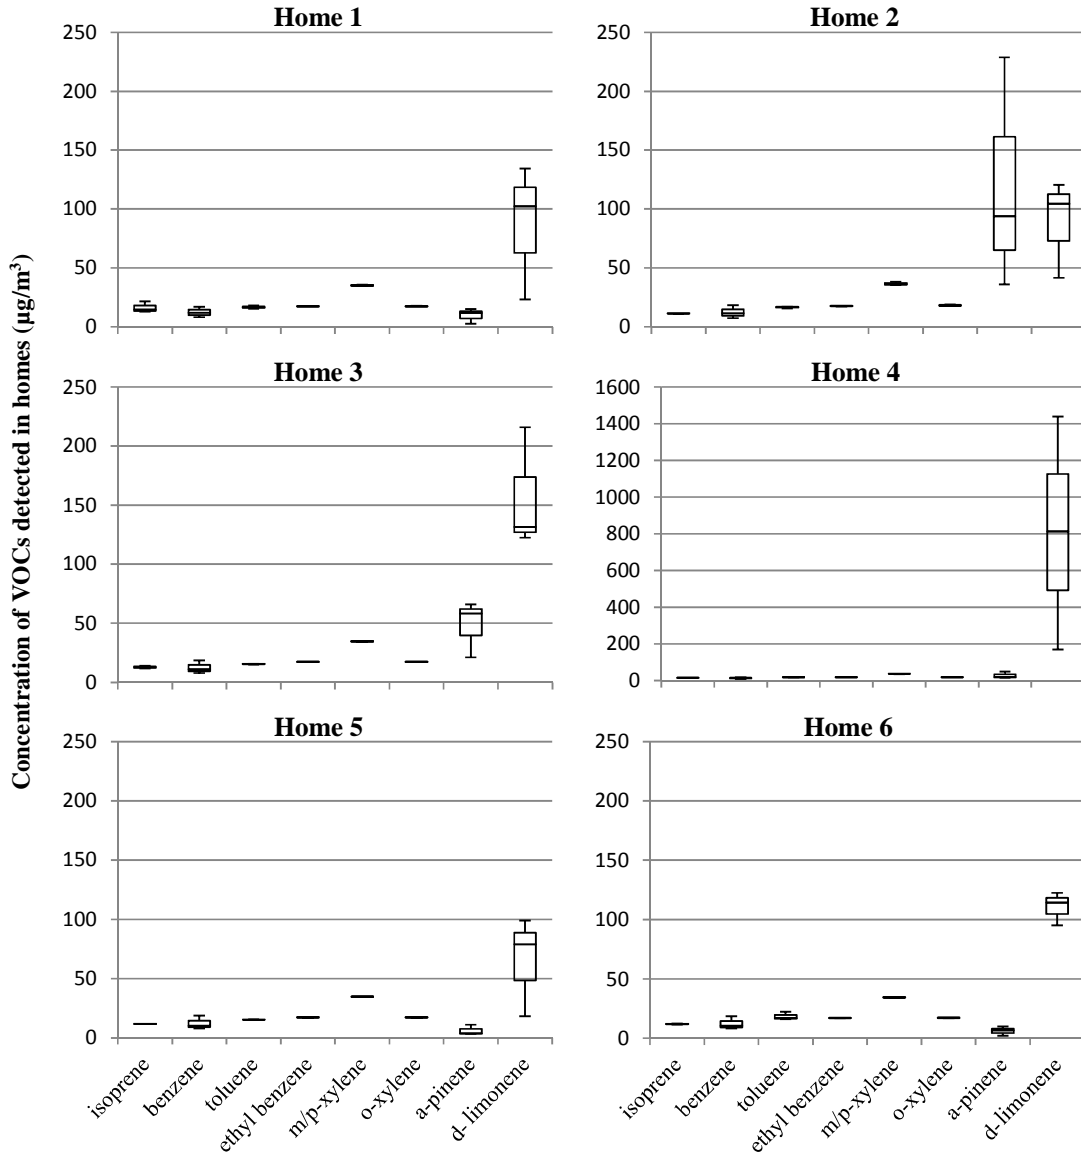 Home 1
Home 2
250
200
150
100
50
0
250
200
150
100
50
0
Home 3
Home 4
250
200
150
100
50
0
1600
1400
1200
1000
800
600
400
200
0
Home 5
Home 6
250
200
150
100
50
0
250
200
150
100
50
0
Concentration of VOCs detected in homes (µg/m³)
isoprene
benzene
toluene
ethyl benzene
m/p-xylene
o-xylene
a-pinene
d- limonene
isoprene
benzene
toluene
ethyl benzene
m/p-xylene
o-xylene
a-pinene
d- limonene